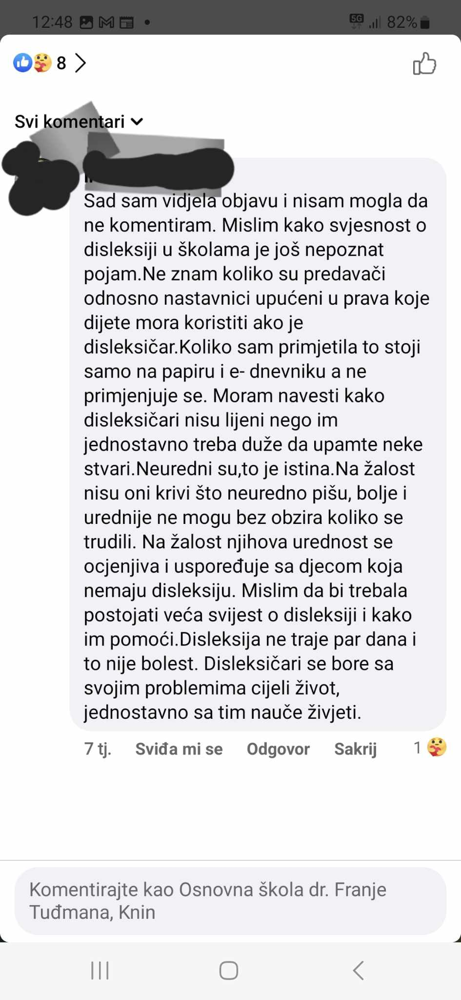 12:48
5G
82%
8
Svi komentari
Sad sam vidjela objavu i nisam mogla da
ne komentiram. Mislim kako svjesnost o
disleksiji u školama je još nepoznat
pojam.Ne znam koliko su predavači
odnosno nastavnici upućeni u prava koje
dijete mora koristiti ako je
disleksičar.Koliko sam primjetila to stoji
samo na papiru i e- dnevniku a ne
primjenjuje se. Moram navesti kako
disleksičari nisu lijeni nego im
jednostavno treba duže da upamte neke
stvari.Neuredni su,to je istina.Na žalost
nisu oni krivi što neuredno pišu, bolje i
urednije ne mogu bez obzira koliko se
trudili. Na žalost njihova urednost se
ocjenjiva i uspoređuje sa djecom koja
nemaju disleksiju. Mislim da bi trebala
postojati veća svijest o disleksiji i kako
im pomoći.Disleksija ne traje par dana i
to nije bolest. Disleksičari se bore sa
svojim problemima cijeli život,
jednostavno sa tim nauče živjeti.
7 tj. Sviđa mi se Odgovor Sakrij 1
Komentirajte kao Osnovna škola dr. Franje
Tuđmana, Knin